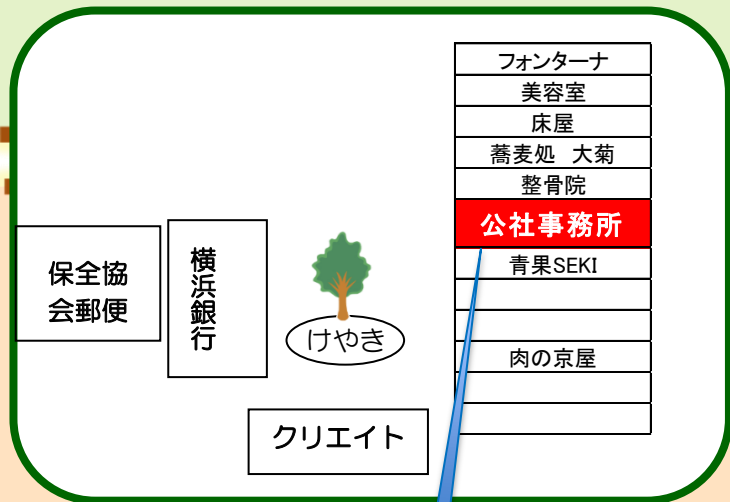 フォンターナ
美容室
床屋
蕎麦処 大菊
整骨院
公社事務所
青果SEKI
肉の京屋
保全協
会郵便
横浜銀行
けやき
クリエイト